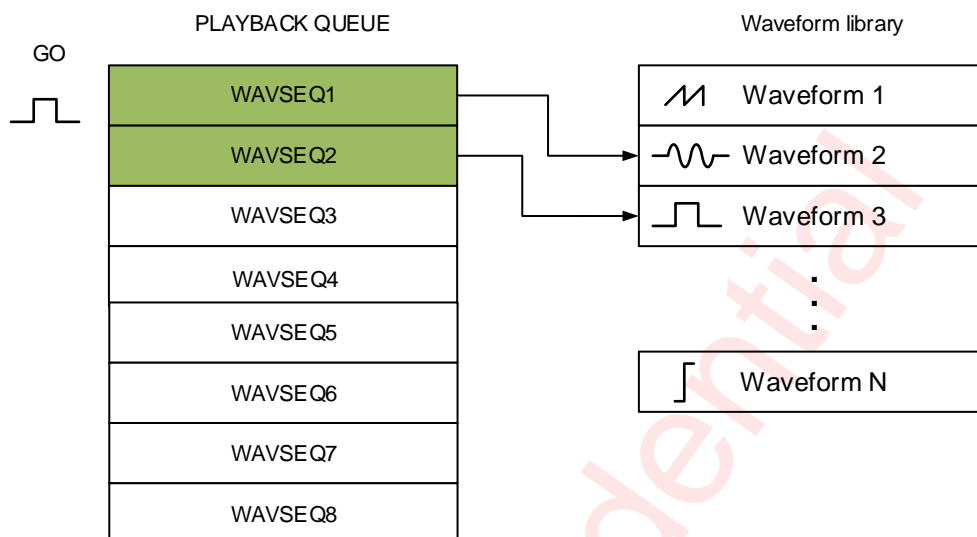 PLAYBACK QUEUE
Waveform library
GO
WAVSEQ1
WAVSEQ2
WAVSEQ3
WAVSEQ4
WAVSEQ5
WAVSEQ6
WAVSEQ7
WAVSEQ8
Waveform 1
Waveform 2
Waveform 3
Waveform N
dential